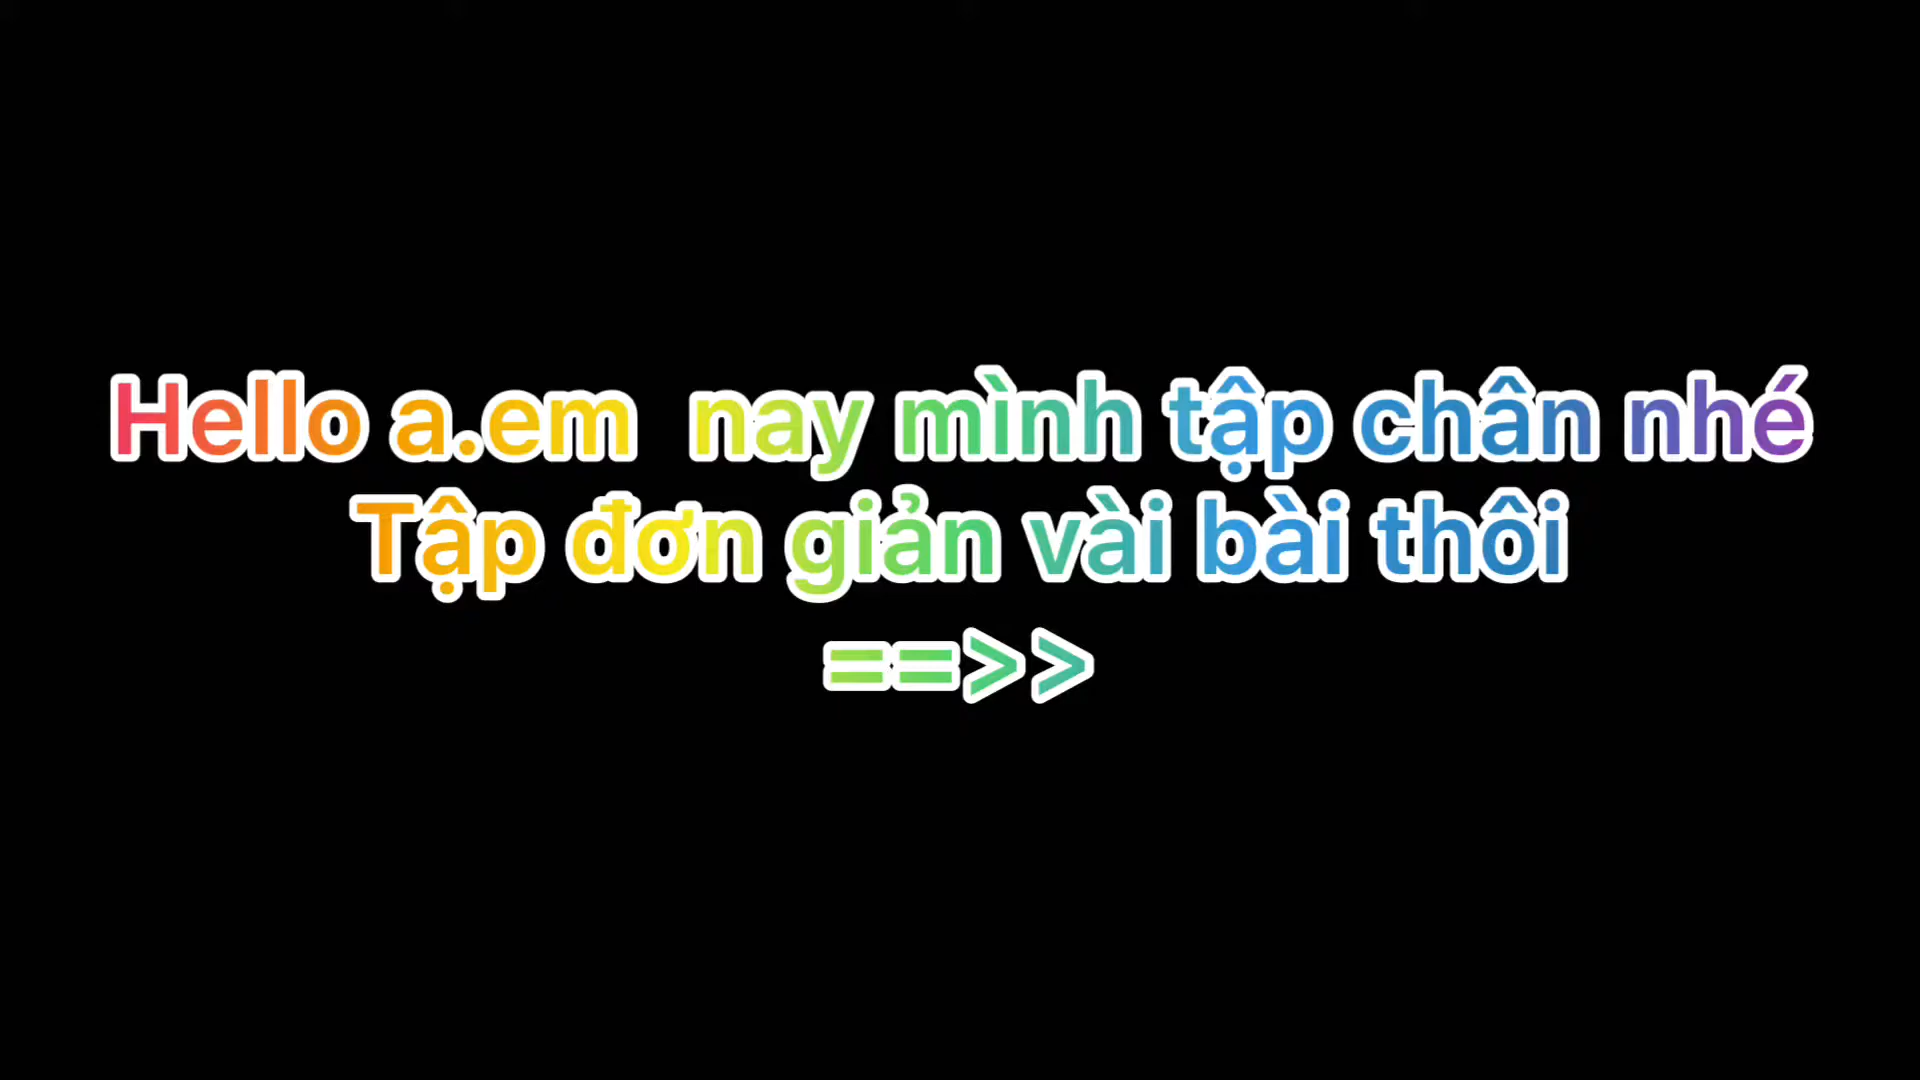 Hello a.em  nay mình tập chân nhé
Tập đơn giản vài bài thôi
==>>